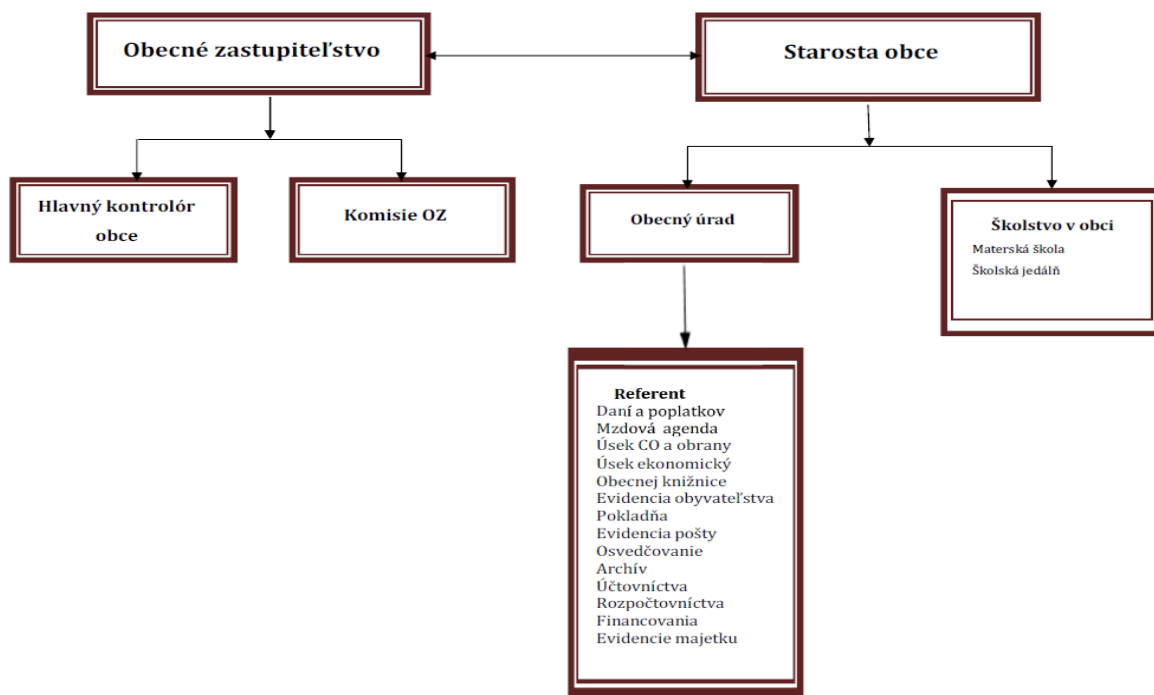 Obecné zastupiteľstvo
Starosta obce
Hlavný kontrolór
obce
Komisie OZ
Obecný úrad
Školstvo v obci
Materská škola
Školská jedálň
Referent
Daní a poplatkov
Mzdová agenda
Úsek CO a obrany
Úsek ekonomický
Obecnej knižnice
Evidencia obyvateľstva
Pokladňa
Evidencia pošty
Osvedčovanie
Archív
Účtovníctva
Rozpočtovníctva
Financovania
Evidencie majetku